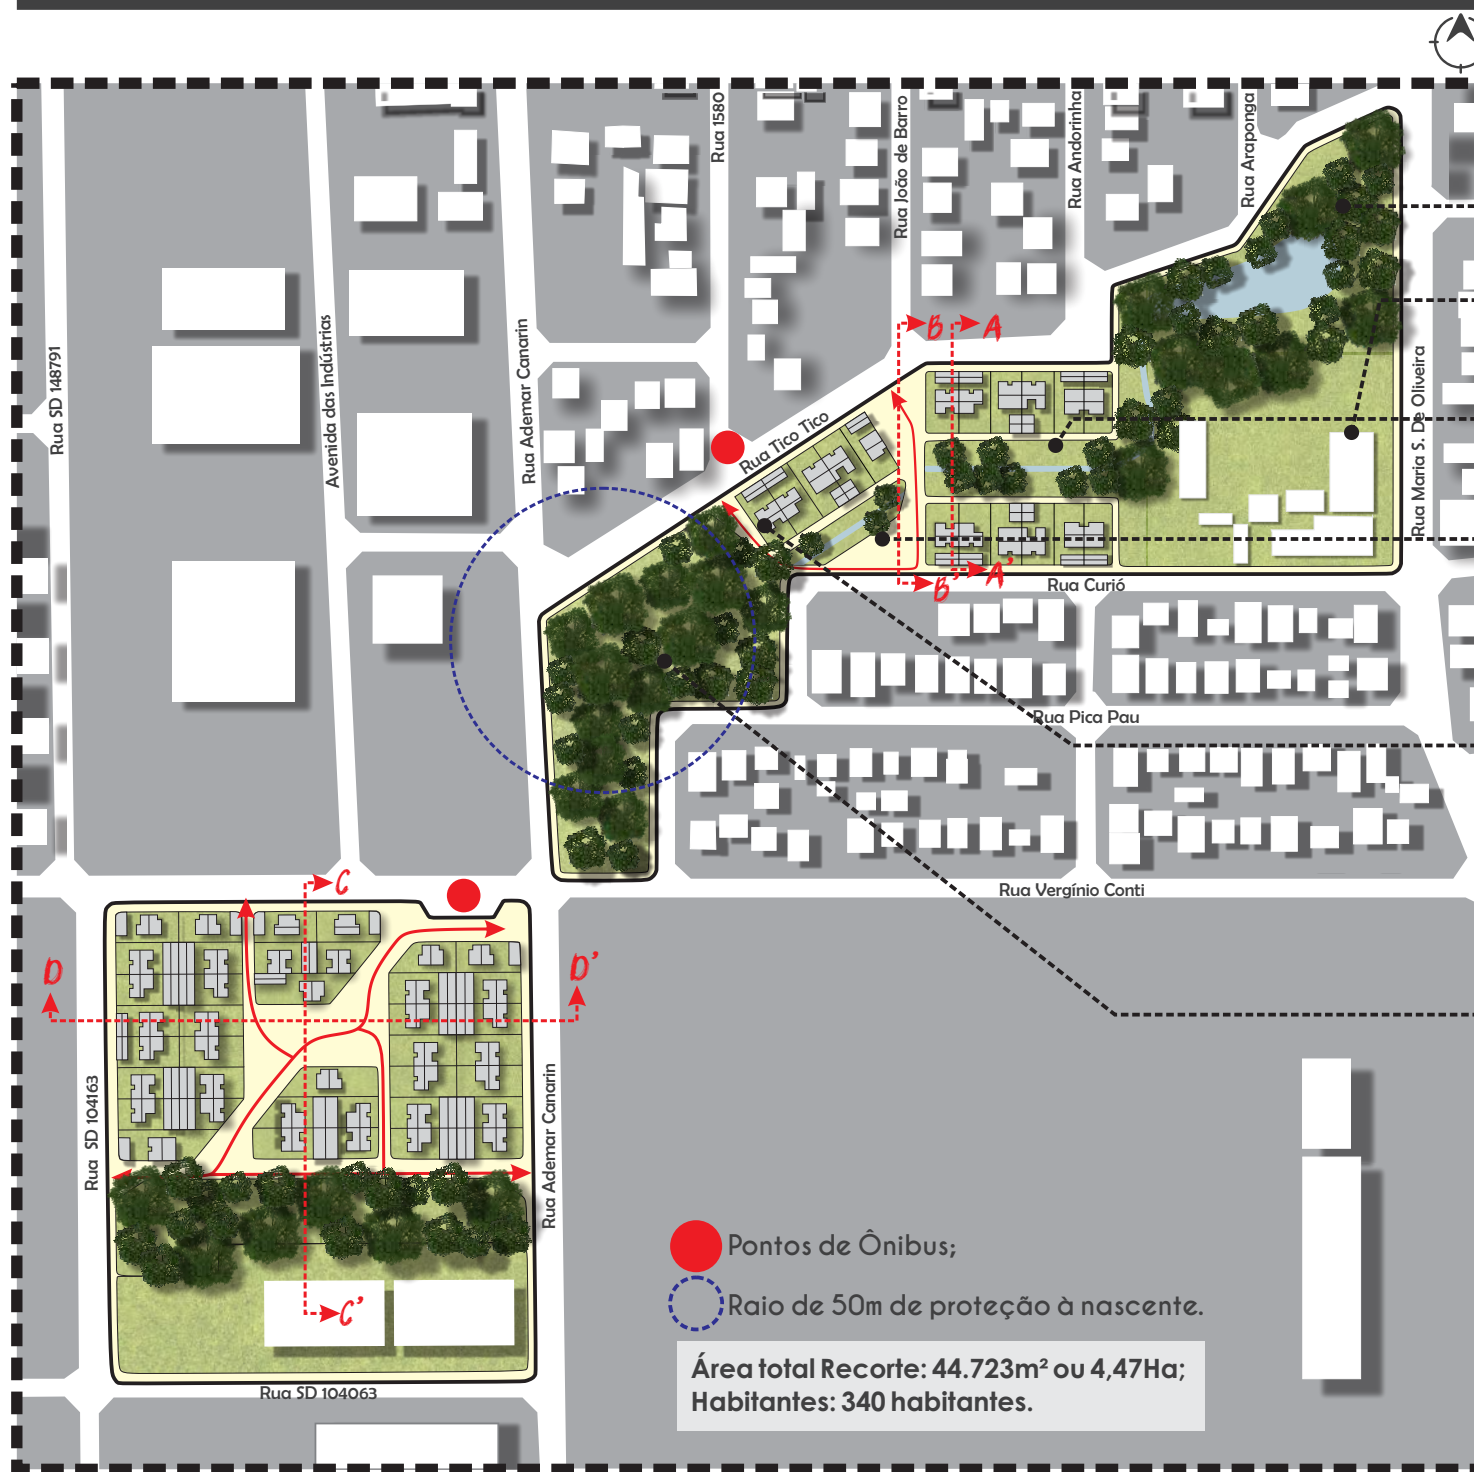 Rua 1580
Rua João de Barro
Rua Andorinha
Rua Araponga
Rua SD 148791
Avenida das Indústrias
Rua Ademar Canarin
Rua Tico Tico
B
A
Rua Maria S. De Oliveira
B'
A'
Rua Curió
Rua Pica Pau
Rua Vergínio Conti
C
D
D'
Rua SD 104163
Rua Ademar Canarin
C'
Rua SD 104063
Pontos de Ônibus;
Raio de 50m de proteção à nascente.
Área total Recorte: 44.723m² ou 4,47Ha;
Habitantes: 340 habitantes.